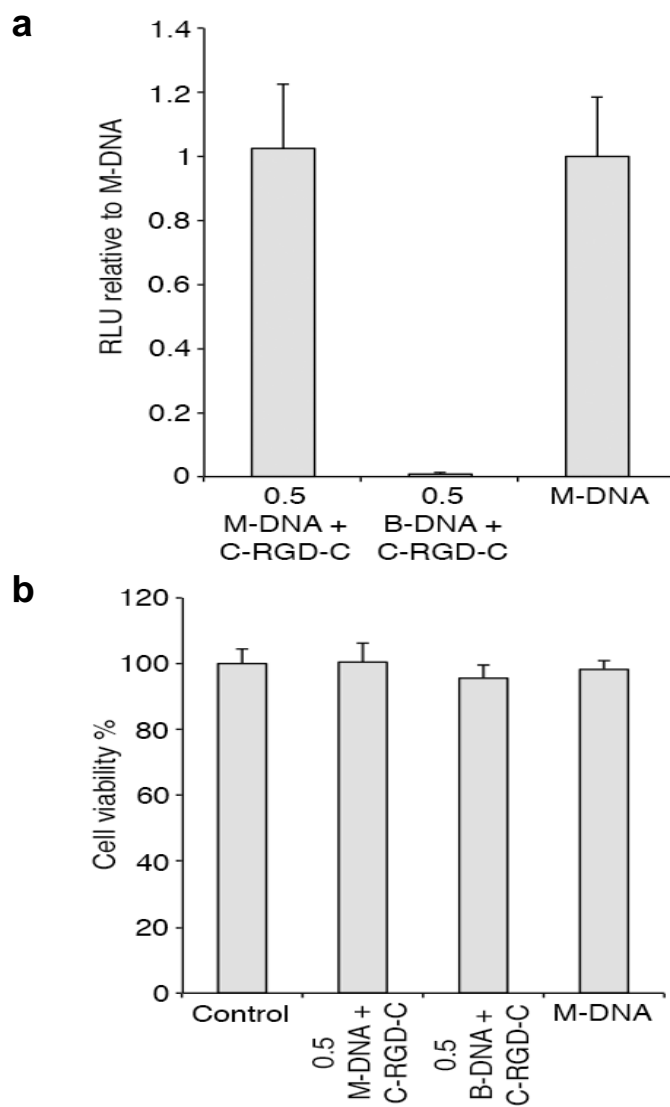 a
RLU relative to M-DNA
1.4
1.2
1
0.8
0.6
0.4
0.2
0
0.5
M-DNA +
C-RGD-C
0.5
B-DNA +
C-RGD-C
M-DNA
b
Cell viability %
120
100
80
60
40
20
0
Control
0.5
M-DNA +
C-RGD-C
0.5
B-DNA +
C-RGD-C
M-DNA